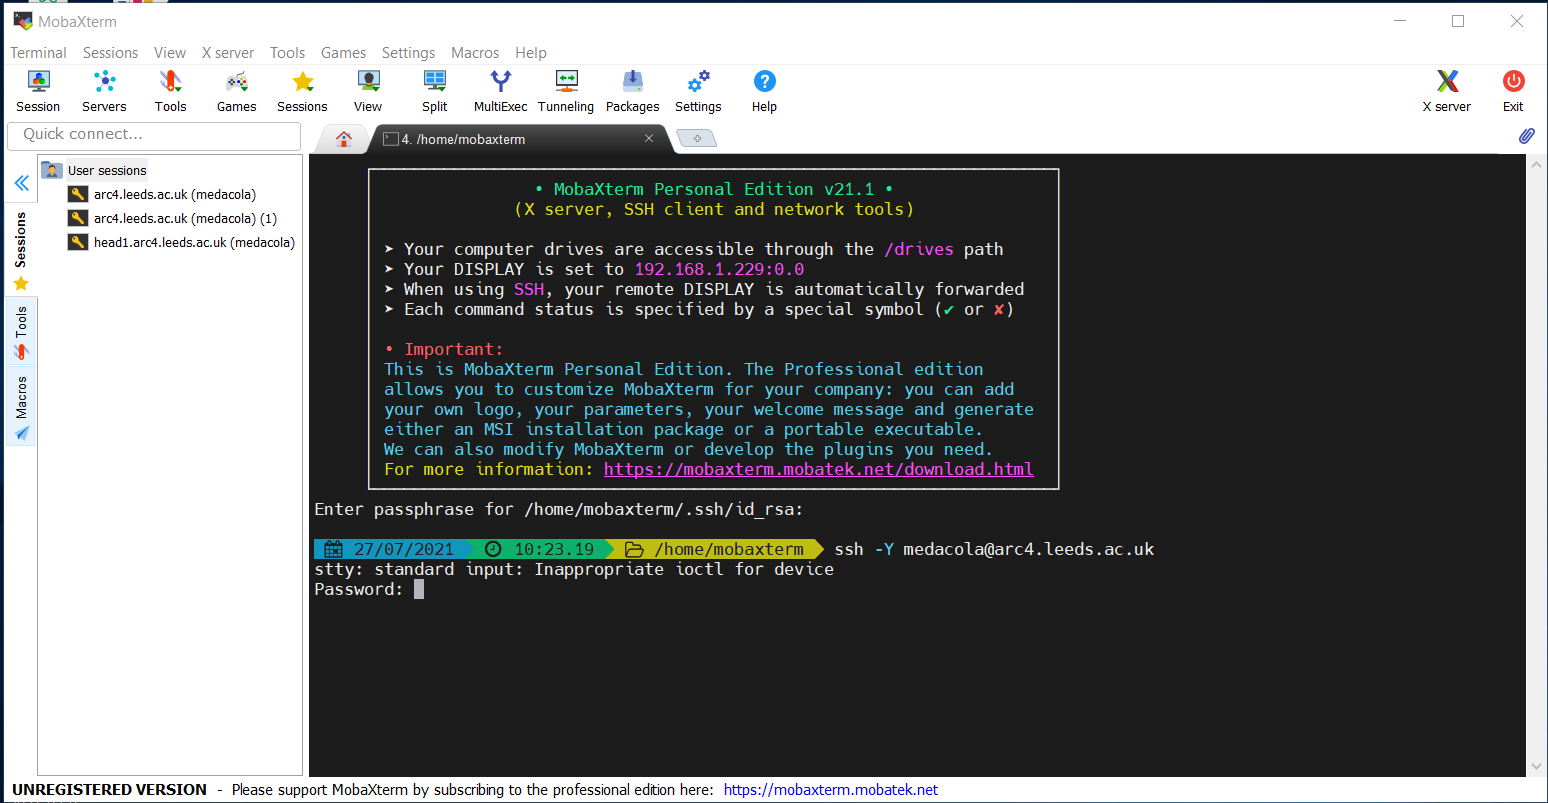 MobaXterm
Terminal Sessions View X server Tools Games Settings Macros Help
Session Servers Tools Games Sessions View Split MultiExec Tunneling Packages Settings Help X server Exit
Quick connect...
4. /home/mobaxterm
Sessions
Tools
Macros
User sessions
arc4.leeds.ac.uk (medacola)
arc4.leeds.ac.uk (medacola) (1)
head1.arc4.leeds.ac.uk (medacola)
• MobaXterm Personal Edition v21.1 •
(X server, SSH client and network tools)
➤ Your computer drives are accessible through the /drives path
➤ Your DISPLAY is set to 192.168.1.229:0.0
➤ When using SSH, your remote DISPLAY is automatically forwarded
➤ Each command status is specified by a special symbol (✔ or ✘)
• Important:
This is MobaXterm Personal Edition. The Professional edition
allows you to customize MobaXterm for your company: you can add
your own logo, your parameters, your welcome message and generate
either an MSI installation package or a portable executable.
We can also modify MobaXterm or develop the plugins you need.
For more information: https://mobaxterm.mobatek.net/download.html
Enter passphrase for /home/mobaxterm/.ssh/id_rsa:
27/07/2021 10:23.19 /home/mobaxterm ssh -Y medacola@arc4.leeds.ac.uk
stty: standard input: Inappropriate ioctl for device
Password:
UNREGISTERED VERSION - Please support MobaXterm by subscribing to the professional edition here: https://mobaxterm.mobatek.net